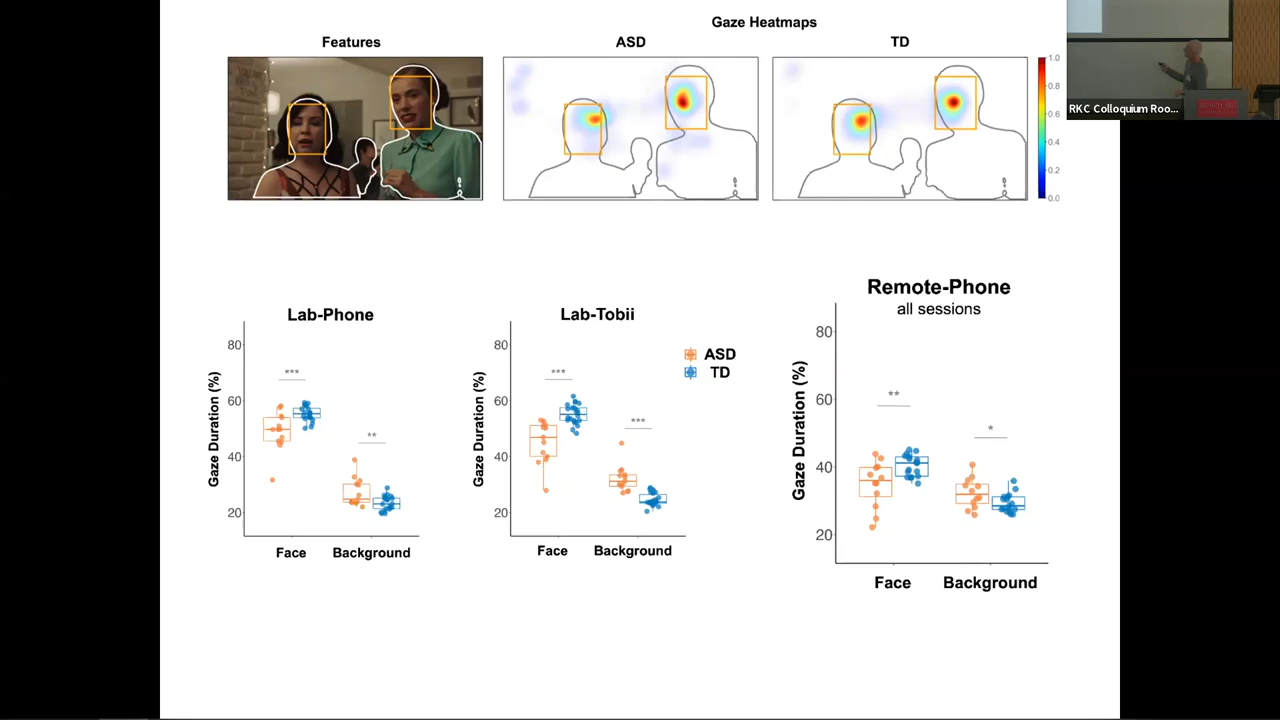 Gaze Heatmaps
Features
ASD
TD
1.0
0.8
0.6
0.4
0.2
0.0
RKC Colloquium Roo...
Lab-Phone
Gaze Duration (%)
80
60
40
20
***
**
Face
Background
Lab-Tobii
Gaze Duration (%)
80
60
40
20
***
***
Face
Background
ASD
TD
Remote-Phone
all sessions
Gaze Duration (%)
80
60
40
20
**
*
Face
Background